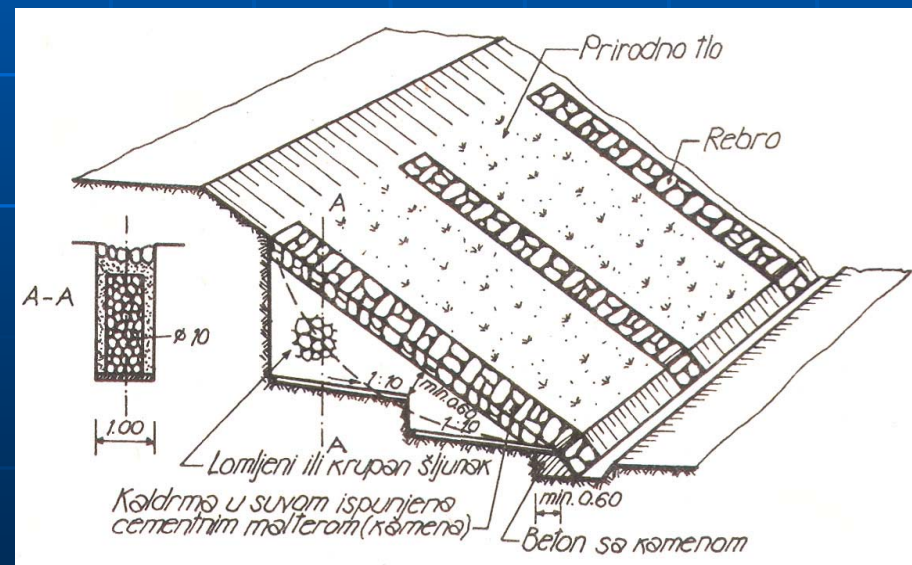 Prirodno tlo
Rebro
A
A-A
ø10
1.00
1:10
min. 0.60
1:10
A
Lomljeni ili krupan šljunak
Kaldrma u suvom ispunjena
cementnim malterom (kamena)
min. 0.60
Beton sa kamenom